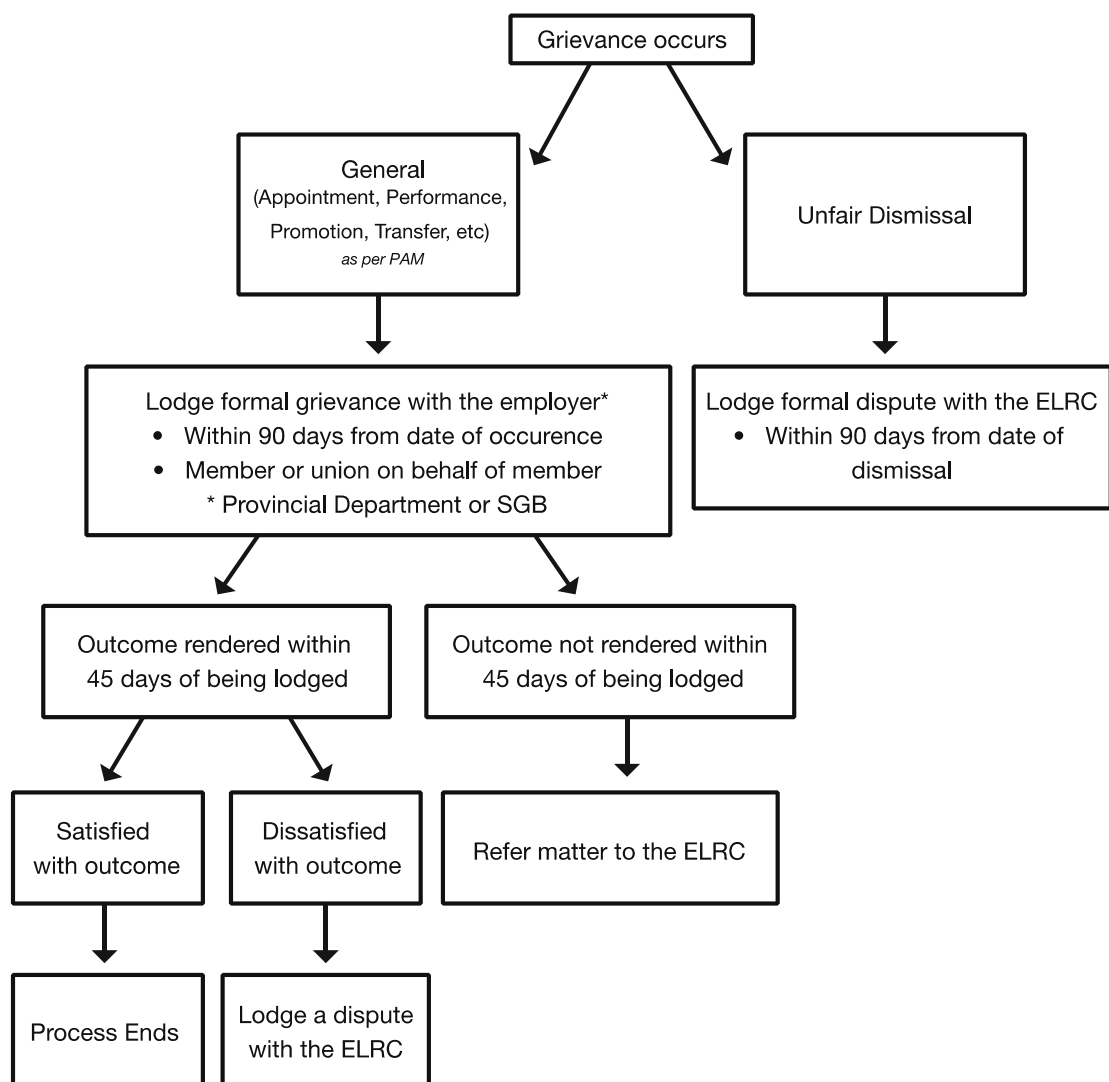 Grievance occurs
General
(Appointment, Performance,
Promotion, Transfer, etc)
as per PAM
Unfair Dismissal
Lodge formal grievance with the employer*
• Within 90 days from date of occurence
• Member or union on behalf of member
* Provincial Department or SGB
Lodge formal dispute with the ELRC
• Within 90 days from date of
dismissal
Outcome rendered within
45 days of being lodged
Outcome not rendered within
45 days of being lodged
Satisfied
with outcome
Dissatisfied
with outcome
Refer matter to the ELRC
Process Ends
Lodge a dispute
with the ELRC